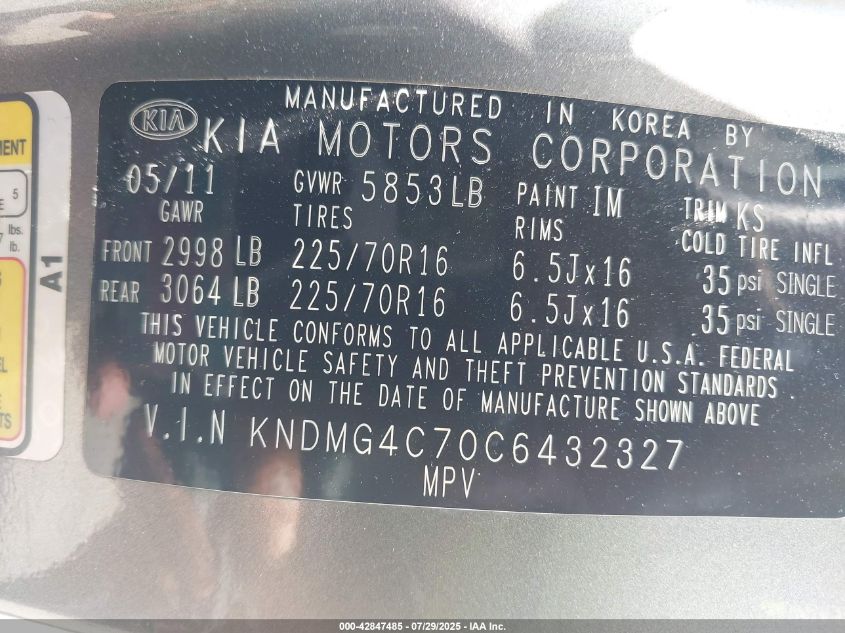 MANUFACTURED IN KOREA BY
KIA KIA MOTORS CORPORATION
05/11 GVWR 5853LB PAINT IM TRIM KS
GAWR TIRES RIMS COLD TIRE INFL
FRONT 2998 LB 225/70R16 6.5Jx16 35 psi SINGLE
REAR 3064 LB 225/70R16 6.5Jx16 35 psi SINGLE
THIS VEHICLE CONFORMS TO ALL APPLICABLE U.S.A. FEDERAL
MOTOR VEHICLE SAFETY AND THEFT PREVENTION STANDARDS
IN EFFECT ON THE DATE OF MANUFACTURE SHOWN ABOVE
V.I.N KNDMG4C70C6432327
MPV
A1
5
lbs.
lb.
000-42847485 - 07/29/2025 - IAA Inc.